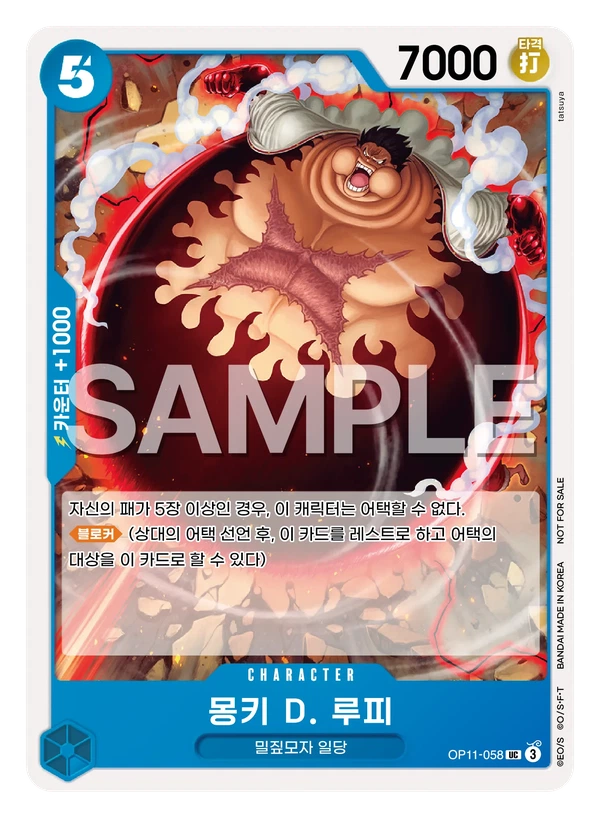 5
7000
타격
打
tatsuya
카운터 +1000
SAMPLE
자신의 패가 5장 이상인 경우, 이 캐릭터는 어택할 수 없다.
블로커 (상대의 어택 선언 후, 이 카드를 레스트로 하고 어택의
대상을 이 카드로 할 수 있다)
CHARACTER
몽키 D. 루피
밀짚모자 일당
OP11-058 UC 3
©EO/S ©O/S·F·T BANDAI MADE IN KOREA NOT FOR SALE